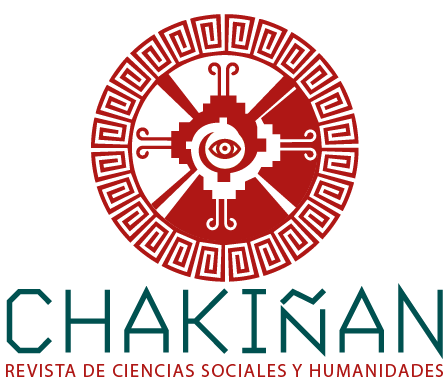 CHAKIÑAN
REVISTA DE CIENCIAS SOCIALES Y HUMANIDADES